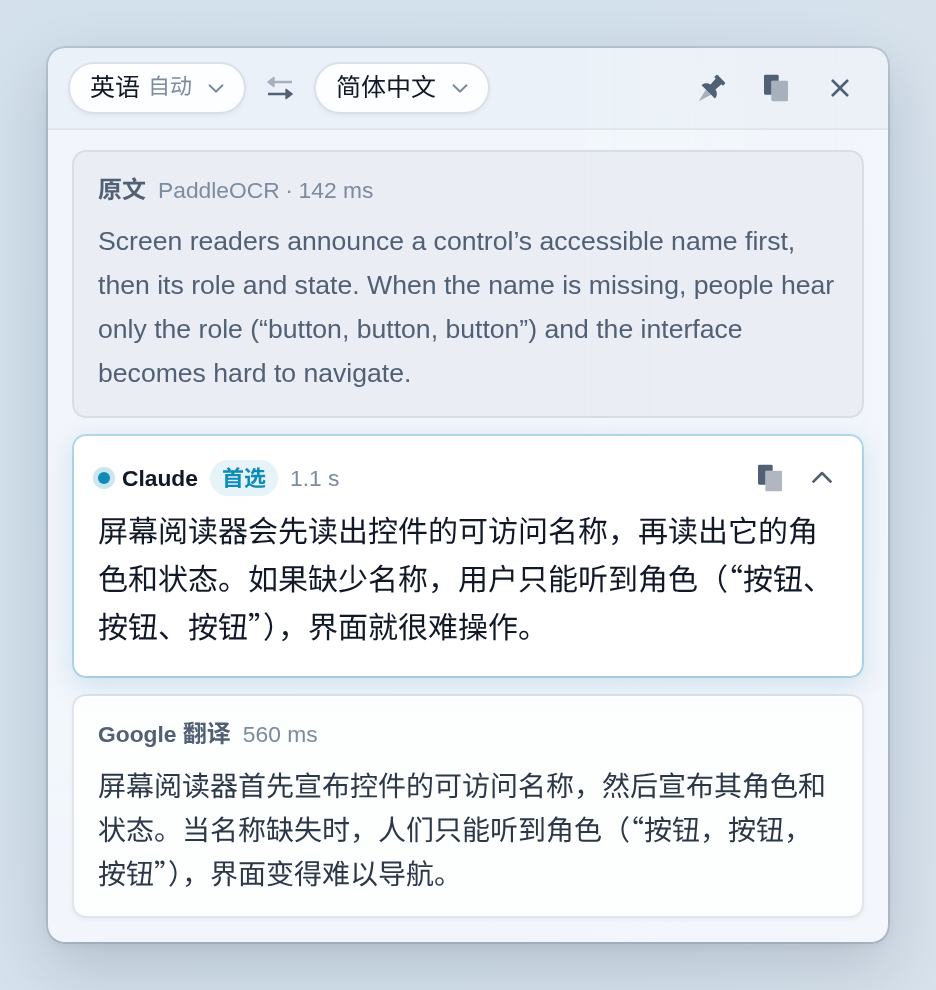 英语 自动
简体中文
原文 PaddleOCR · 142 ms
Screen readers announce a control’s accessible name first,
then its role and state. When the name is missing, people hear
only the role (“button, button, button”) and the interface
becomes hard to navigate.
Claude 首选 1.1 s
屏幕阅读器会先读出控件的可访问名称，再读出它的角
色和状态。如果缺少名称，用户只能听到角色（“按钮、
按钮、按钮”），界面就很难操作。
Google 翻译 560 ms
屏幕阅读器首先宣布控件的可访问名称，然后宣布其角色和
状态。当名称缺失时，人们只能听到角色（“按钮，按钮，
按钮”），界面变得难以导航。